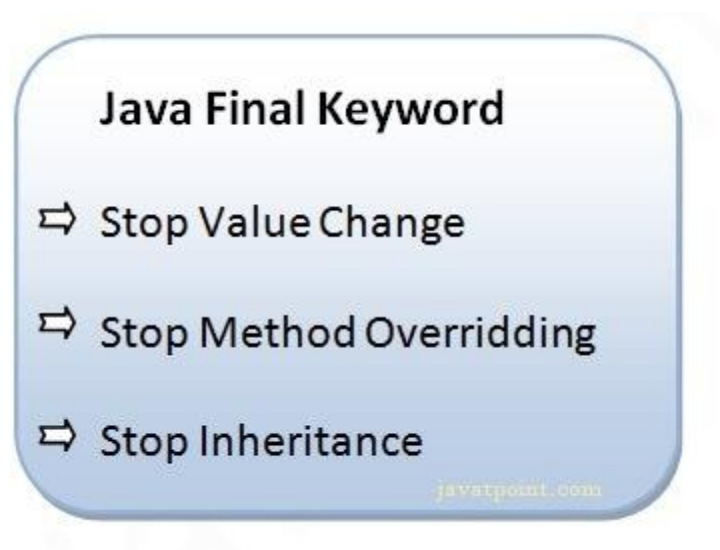 Java Final Keyword
Stop Value Change
Stop Method Overridding
Stop Inheritance
javatpoint.com